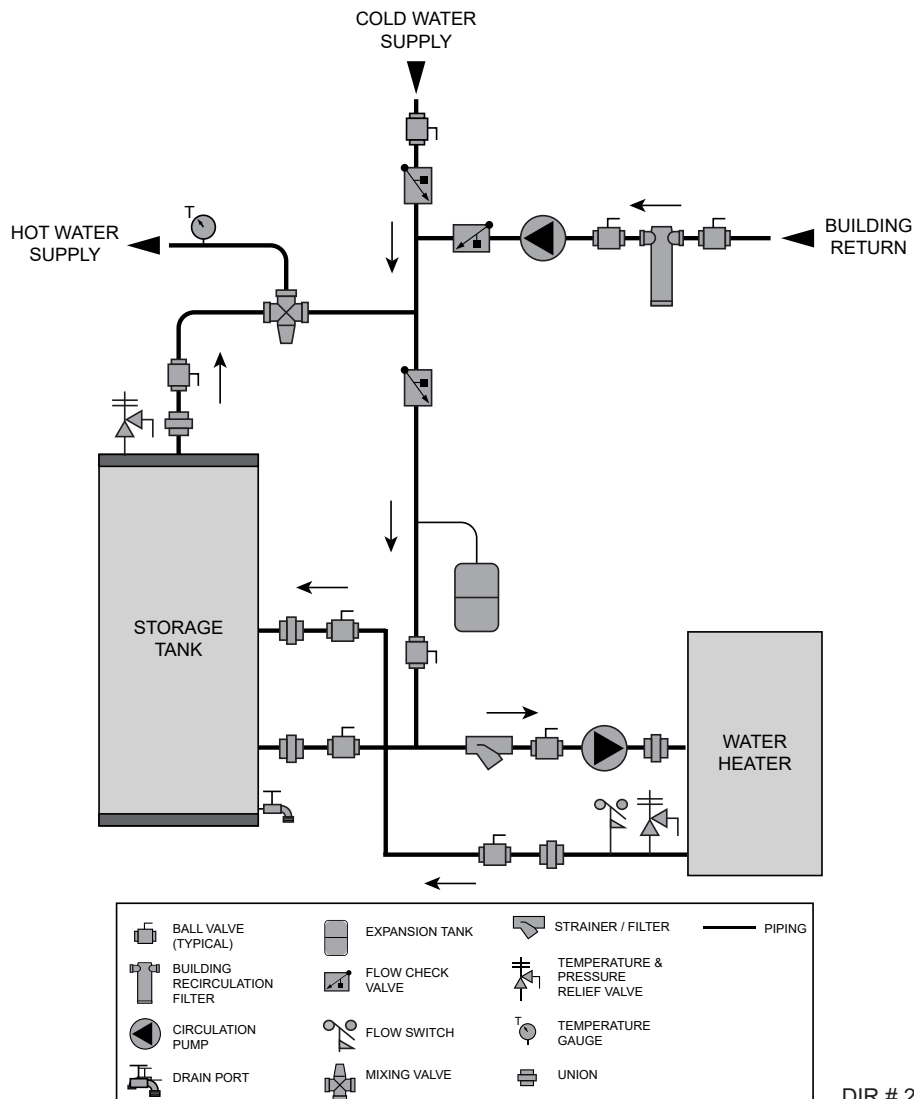 COLD WATER
SUPPLY
T
HOT WATER
SUPPLY
BUILDING
RETURN
STORAGE
TANK
WATER
HEATER
BALL VALVE
(TYPICAL)
BUILDING
RECIRCULATION
FILTER
CIRCULATION
PUMP
DRAIN PORT
EXPANSION TANK
FLOW CHECK
VALVE
FLOW SWITCH
MIXING VALVE
STRAINER / FILTER
TEMPERATURE &
PRESSURE
RELIEF VALVE
T
TEMPERATURE
GAUGE
UNION
PIPING
DIR # 2